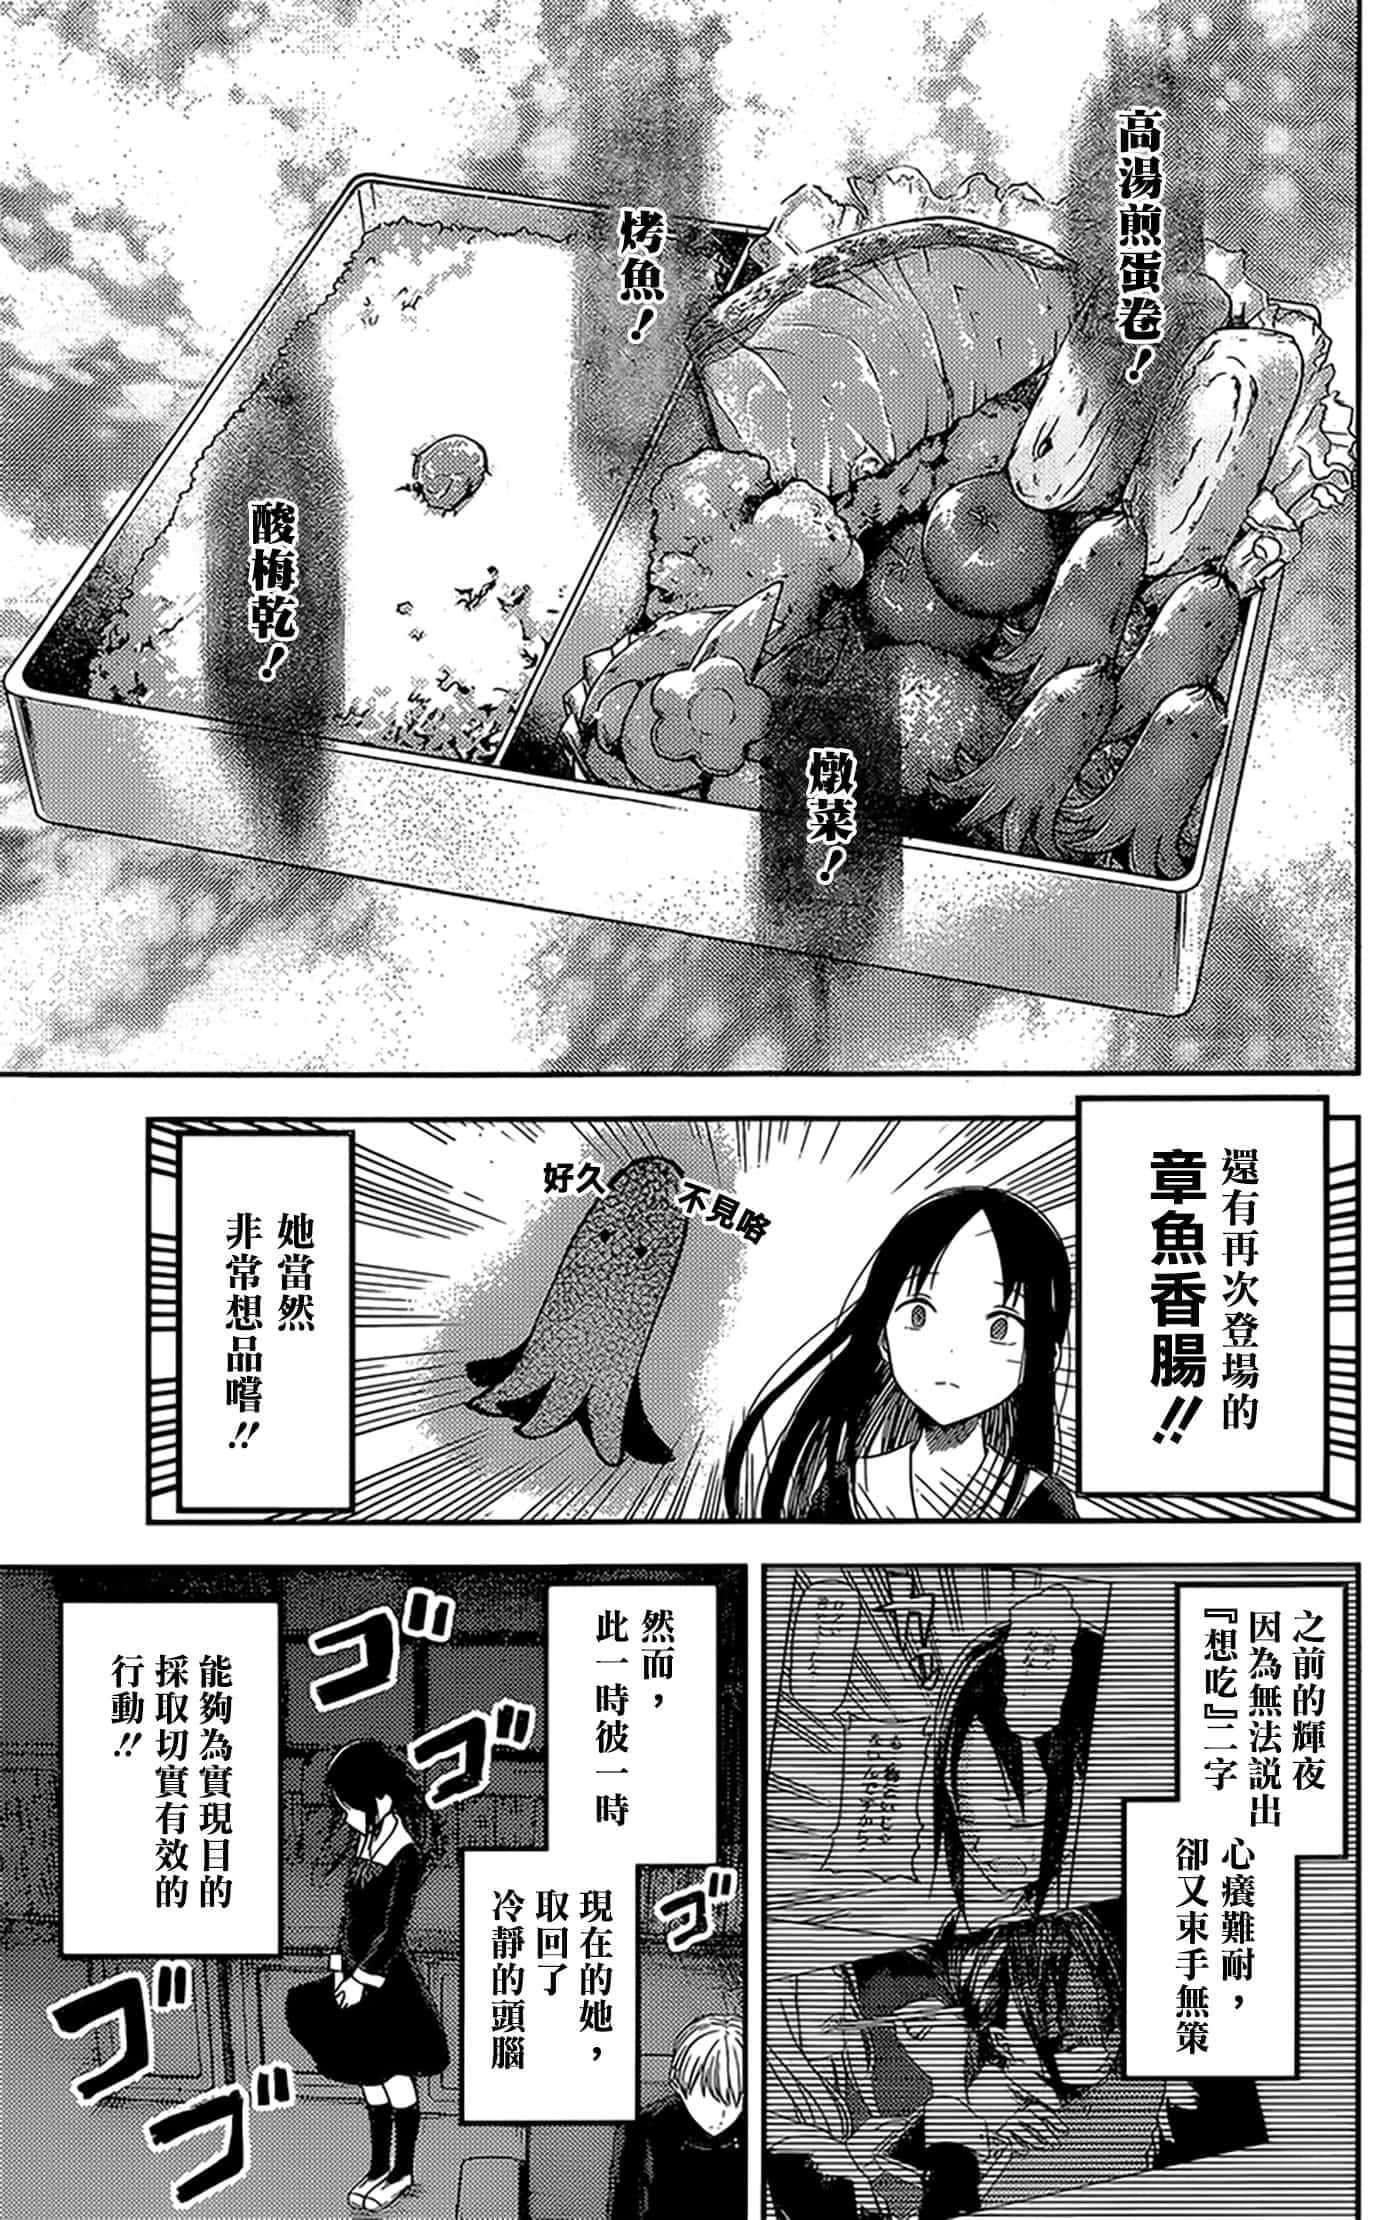 高湯煎蛋卷！
烤魚！
酸梅乾！
燉菜！
還有再次登場的
章魚香腸!!
好久
不見咯
她當然
非常想品嚐!!
之前的輝夜
因為無法説出
『想吃』二字
心癢難耐，
卻又束手無策
然而，
此一時彼一時
現在的她，
取回了
冷靜的頭腦
能夠為實現目的
採取切實有效的
行動!!
ゴ
ゴ
ゴ
ゴ
ゴ
ゴ